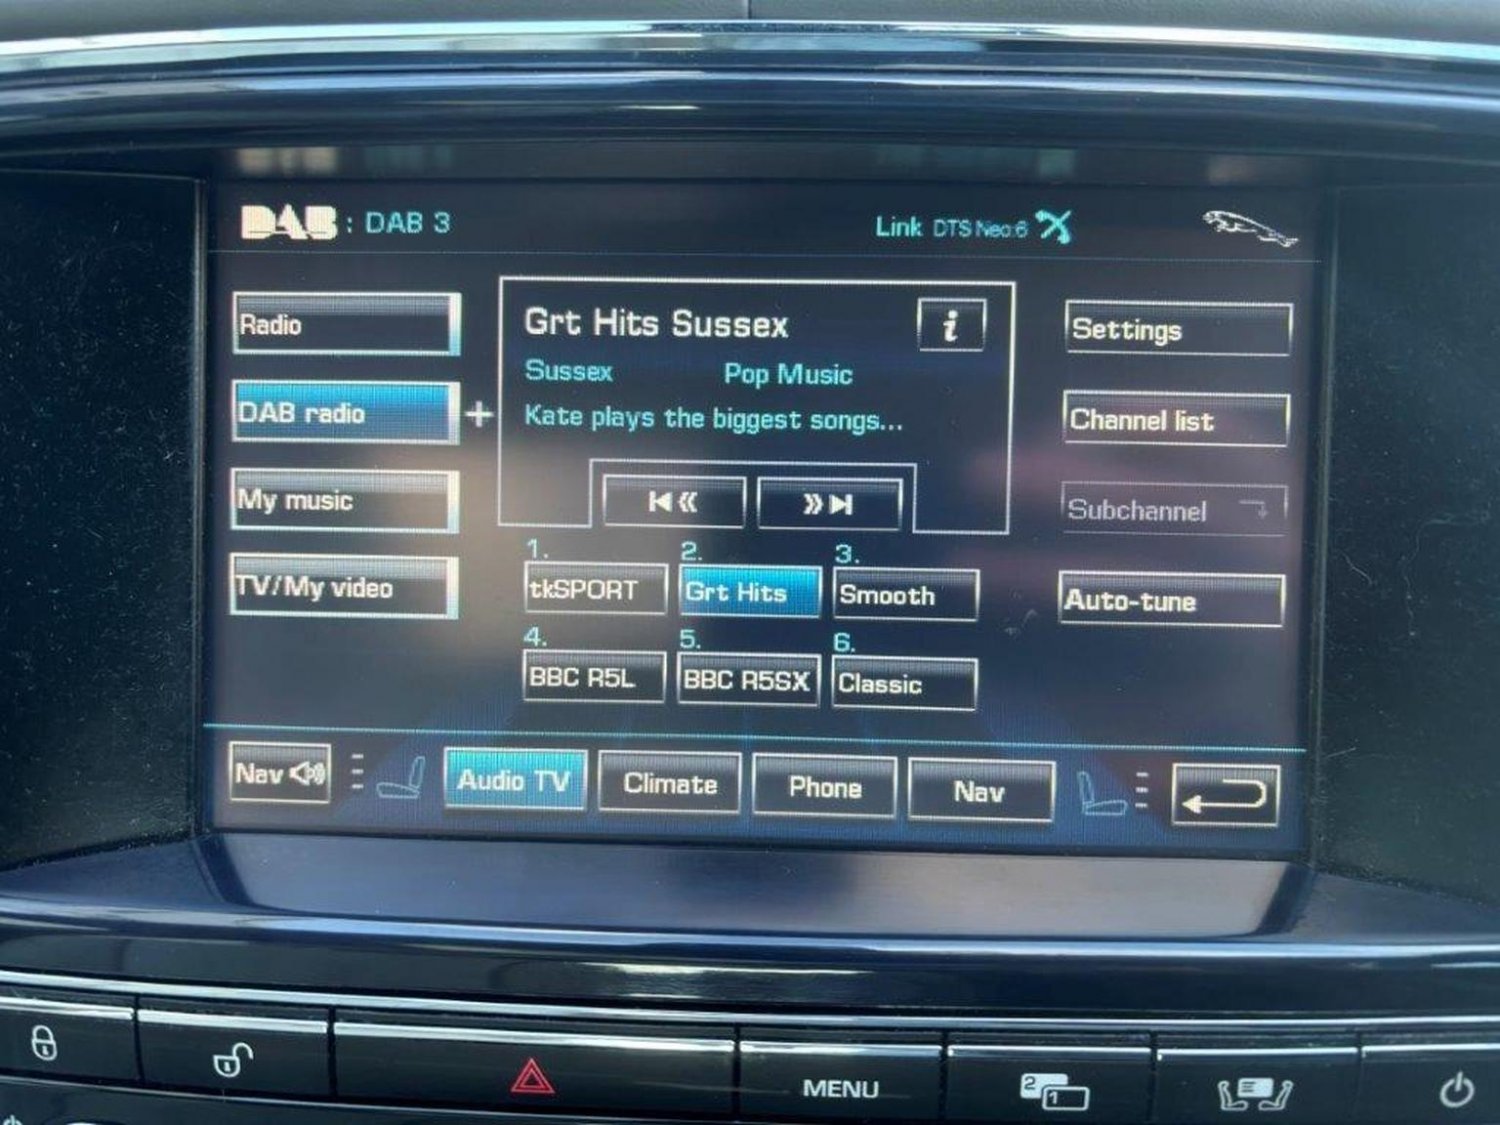 DAB : DAB 3
Link DTS Neo:6
Radio
DAB radio
My music
TV/My video
Grt Hits Sussex
i
Sussex Pop Music
Kate plays the biggest songs...
1. 2. 3.
tkSPORT Grt Hits Smooth
4. 5. 6.
BBC R5L BBC R5SX Classic
Settings
Channel list
Subchannel
Auto-tune
Nav Audio TV Climate Phone Nav
MENU 2 1